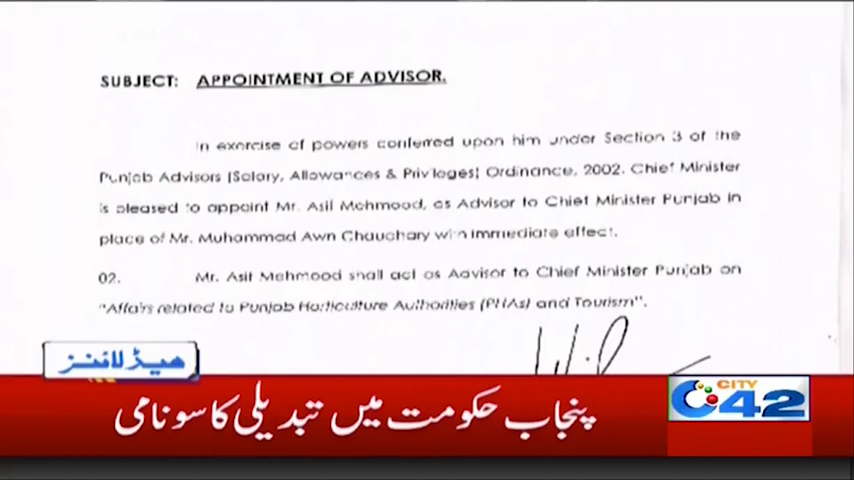 SUBJECT: APPOINTMENT OF ADVISOR.
In exercise of powers conferred upon him under Section 3 of the
Punjab Advisors (Salary, Allowances & Privileges) Ordinance, 2002. Chief Minister
is pleased to appoint Mr. Asif Mehmood, as Advisor to Chief Minister Punjab in
place of Mr. Muhammad Awn Chaudhary with immediate effect.
02. Mr. Asif Mehmood shall act as Advisor to Chief Minister Punjab on
"Affairs related to Punjab Horticulture Authorities (PHAs) and Tourism".
ہیڈلائنز
پنجاب حکومت میں تبدیلی کا سونامی
CITY
42